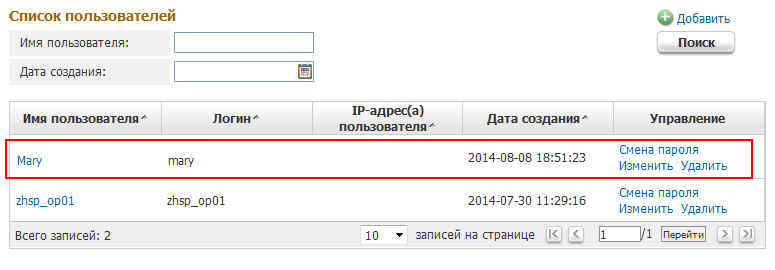 Список пользователей
Добавить
Имя пользователя:
Поиск
Дата создания:
Имя пользователя^ Логин^ IP-адрес(а) пользователя^ Дата создания^ Управление
Mary mary 2014-08-08 18:51:23 Смена пароля
Изменить Удалить
zhsp_op01 zhsp_op01 2014-07-30 11:29:16 Смена пароля
Изменить Удалить
Всего записей: 2 10 записей на странице 1 /1 Перейти